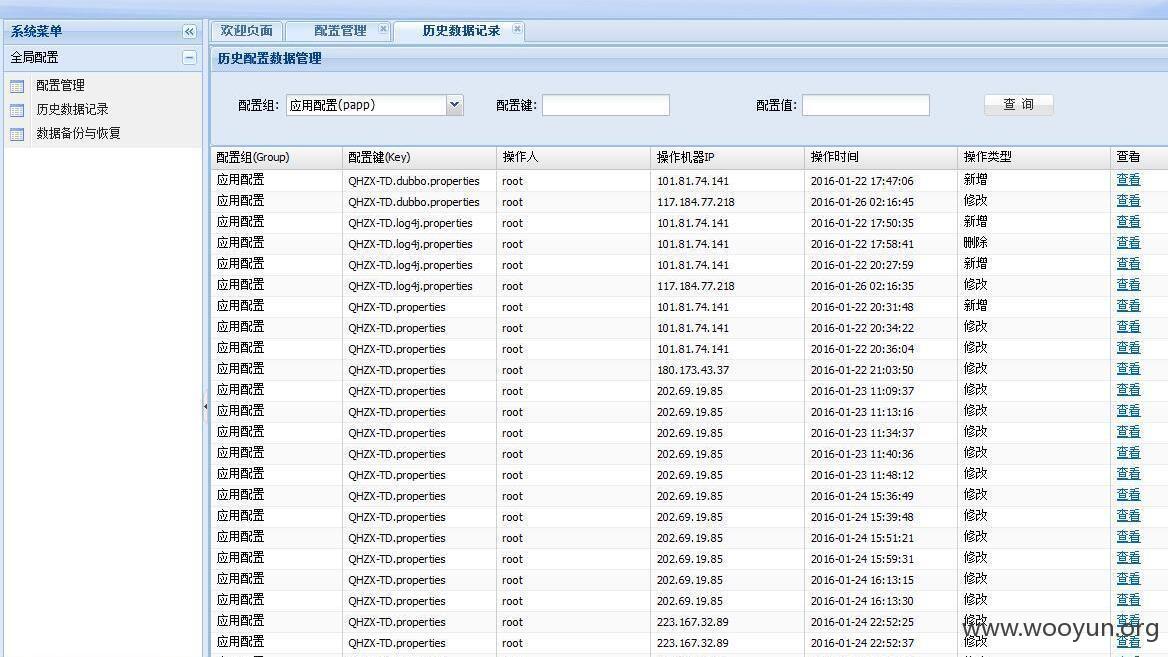 系统菜单
全局配置
配置管理
历史数据记录
数据备份与恢复
欢迎页面 配置管理 历史数据记录
历史配置数据管理
配置组: 应用配置(papp) 配置键: 配置值: 查 询
配置组(Group) 配置键(Key) 操作人 操作机器IP 操作时间 操作类型 查看
应用配置 QHZX-TD.dubbo.properties root 101.81.74.141 2016-01-22 17:47:06 新增 查看
应用配置 QHZX-TD.dubbo.properties root 117.184.77.218 2016-01-26 02:16:45 修改 查看
应用配置 QHZX-TD.log4j.properties root 101.81.74.141 2016-01-22 17:50:35 新增 查看
应用配置 QHZX-TD.log4j.properties root 101.81.74.141 2016-01-22 17:58:41 删除 查看
应用配置 QHZX-TD.log4j.properties root 101.81.74.141 2016-01-22 20:27:59 新增 查看
应用配置 QHZX-TD.log4j.properties root 117.184.77.218 2016-01-26 02:16:35 修改 查看
应用配置 QHZX-TD.properties root 101.81.74.141 2016-01-22 20:31:48 新增 查看
应用配置 QHZX-TD.properties root 101.81.74.141 2016-01-22 20:34:22 修改 查看
应用配置 QHZX-TD.properties root 101.81.74.141 2016-01-22 20:36:04 修改 查看
应用配置 QHZX-TD.properties root 180.173.43.37 2016-01-22 21:03:50 修改 查看
应用配置 QHZX-TD.properties root 202.69.19.85 2016-01-23 11:09:37 修改 查看
应用配置 QHZX-TD.properties root 202.69.19.85 2016-01-23 11:13:16 修改 查看
应用配置 QHZX-TD.properties root 202.69.19.85 2016-01-23 11:34:37 修改 查看
应用配置 QHZX-TD.properties root 202.69.19.85 2016-01-23 11:40:36 修改 查看
应用配置 QHZX-TD.properties root 202.69.19.85 2016-01-23 11:48:12 修改 查看
应用配置 QHZX-TD.properties root 202.69.19.85 2016-01-24 15:36:49 修改 查看
应用配置 QHZX-TD.properties root 202.69.19.85 2016-01-24 15:39:48 修改 查看
应用配置 QHZX-TD.properties root 202.69.19.85 2016-01-24 15:51:21 修改 查看
应用配置 QHZX-TD.properties root 202.69.19.85 2016-01-24 15:59:31 修改 查看
应用配置 QHZX-TD.properties root 202.69.19.85 2016-01-24 16:13:15 修改 查看
应用配置 QHZX-TD.properties root 202.69.19.85 2016-01-24 16:13:30 修改 查看
应用配置 QHZX-TD.properties root 223.167.32.89 2016-01-24 22:52:25 修改 查看
应用配置 QHZX-TD.properties root 223.167.32.89 2016-01-24 22:52:37 修改 查看
www.wooyun.org